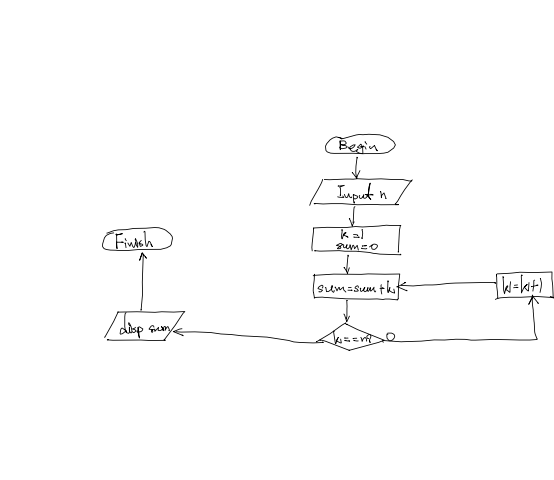 Begin
Input n
k=1
sum=0
Finish
sum=sum+k
k=k+1
disp sum
k==n?
0